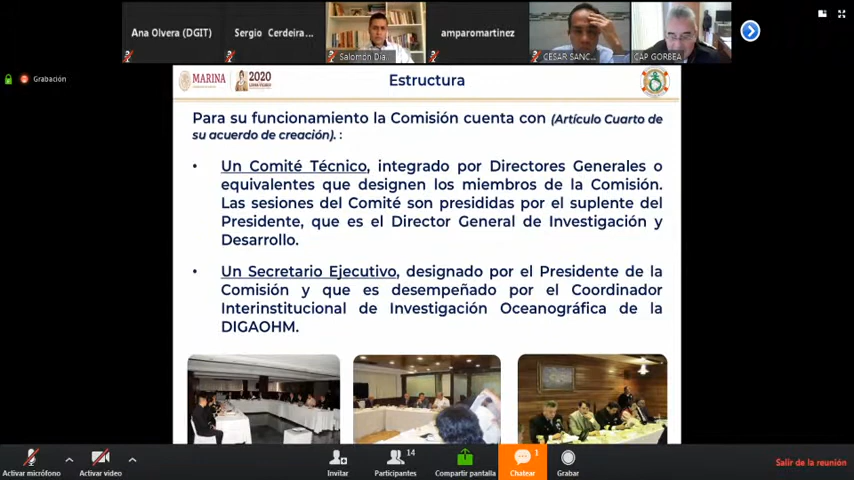 Ana Olvera (DGIT)
Sergio Cerdeira...
Salomon Dia...
amparomartinez
CESAR SANC...
CAP GORBEA
Grabación
MARINA
2020
Estructura
Para su funcionamiento la Comisión cuenta con (Artículo Cuarto de
su acuerdo de creación). :
• Un Comité Técnico, integrado por Directores Generales o
equivalentes que designen los miembros de la Comisión.
Las sesiones del Comité son presididas por el suplente del
Presidente, que es el Director General de Investigación y
Desarrollo.
• Un Secretario Ejecutivo, designado por el Presidente de la
Comisión y que es desempeñado por el Coordinador
Interinstitucional de Investigación Oceanográfica de la
DIGAOHM.
Activar micrófono
Activar video
Invitar
14
Participantes
Compartir pantalla
1
Chatear
Grabar
Salir de la reunión